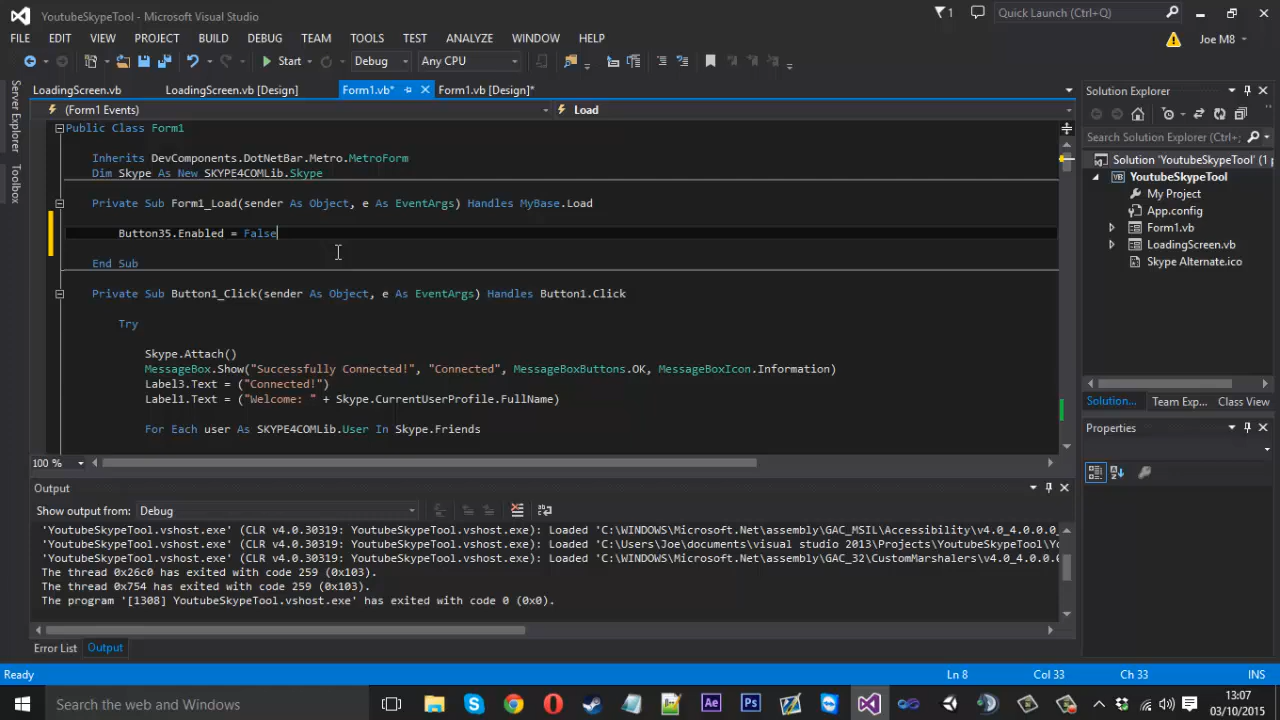 YoutubeSkypeTool - Microsoft Visual Studio
1
Quick Launch (Ctrl+Q)
FILE EDIT VIEW PROJECT BUILD DEBUG TEAM TOOLS TEST ANALYZE WINDOW HELP
Joe M8
Start Debug Any CPU
Server Explorer
Toolbox
LoadingScreen.vb LoadingScreen.vb [Design] Form1.vb* Form1.vb [Design]*
(Form1 Events) Load
Public Class Form1
Inherits DevComponents.DotNetBar.Metro.MetroForm
Dim Skype As New SKYPE4COMLib.Skype
Private Sub Form1_Load(sender As Object, e As EventArgs) Handles MyBase.Load
Button35.Enabled = False
End Sub
Private Sub Button1_Click(sender As Object, e As EventArgs) Handles Button1.Click
Try
Skype.Attach()
MessageBox.Show("Successfully Connected!", "Connected", MessageBoxButtons.OK, MessageBoxIcon.Information)
Label3.Text = ("Connected!")
Label1.Text = ("Welcome: " + Skype.CurrentUserProfile.FullName)
For Each user As SKYPE4COMLib.User In Skype.Friends
100 %
Output
Show output from: Debug
'YoutubeSkypeTool.vshost.exe' (CLR v4.0.30319: YoutubeSkypeTool.vshost.exe): Loaded 'C:\WINDOWS\Microsoft.Net\assembly\GAC_MSIL\Accessibility\v4.0_4.0.0.0_
'YoutubeSkypeTool.vshost.exe' (CLR v4.0.30319: YoutubeSkypeTool.vshost.exe): Loaded 'C:\Users\Joe\documents\visual studio 2013\Projects\YoutubeSkypeTool\Yo
'YoutubeSkypeTool.vshost.exe' (CLR v4.0.30319: YoutubeSkypeTool.vshost.exe): Loaded 'C:\WINDOWS\Microsoft.Net\assembly\GAC_32\CustomMarshalers\v4.0_4.0.0.0
The thread 0x26c0 has exited with code 259 (0x103).
The thread 0x754 has exited with code 259 (0x103).
The program '[1308] YoutubeSkypeTool.vshost.exe' has exited with code 0 (0x0).
Error List Output
Solution Explorer
Search Solution Explorer (Ctrl+;
Solution 'YoutubeSkypeTool' (1 p
YoutubeSkypeTool
My Project
App.config
Form1.vb
LoadingScreen.vb
Skype Alternate.ico
Solution... Team Exp... Class View
Properties
Ready Ln 8 Col 33 Ch 33 INS
Search the web and Windows
13:07
03/10/2015